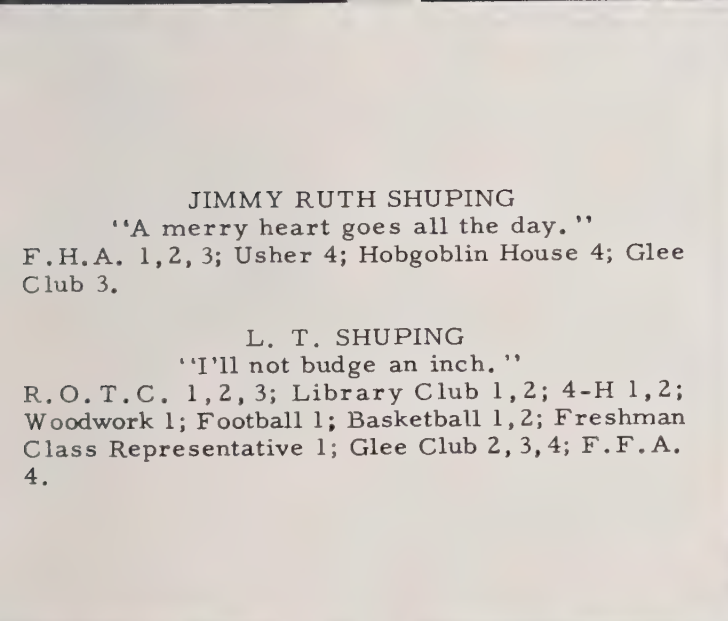 JIMMY RUTH SHUPING
"A merry heart goes all the day."
F.H.A. 1,2,3; Usher 4; Hobgoblin House 4; Glee
Club 3.
L. T. SHUPING
"I'll not budge an inch."
R.O.T.C. 1,2,3; Library Club 1,2; 4-H 1,2;
Woodwork 1; Football 1; Basketball 1,2; Freshman
Class Representative 1; Glee Club 2,3,4; F.F.A.
4.